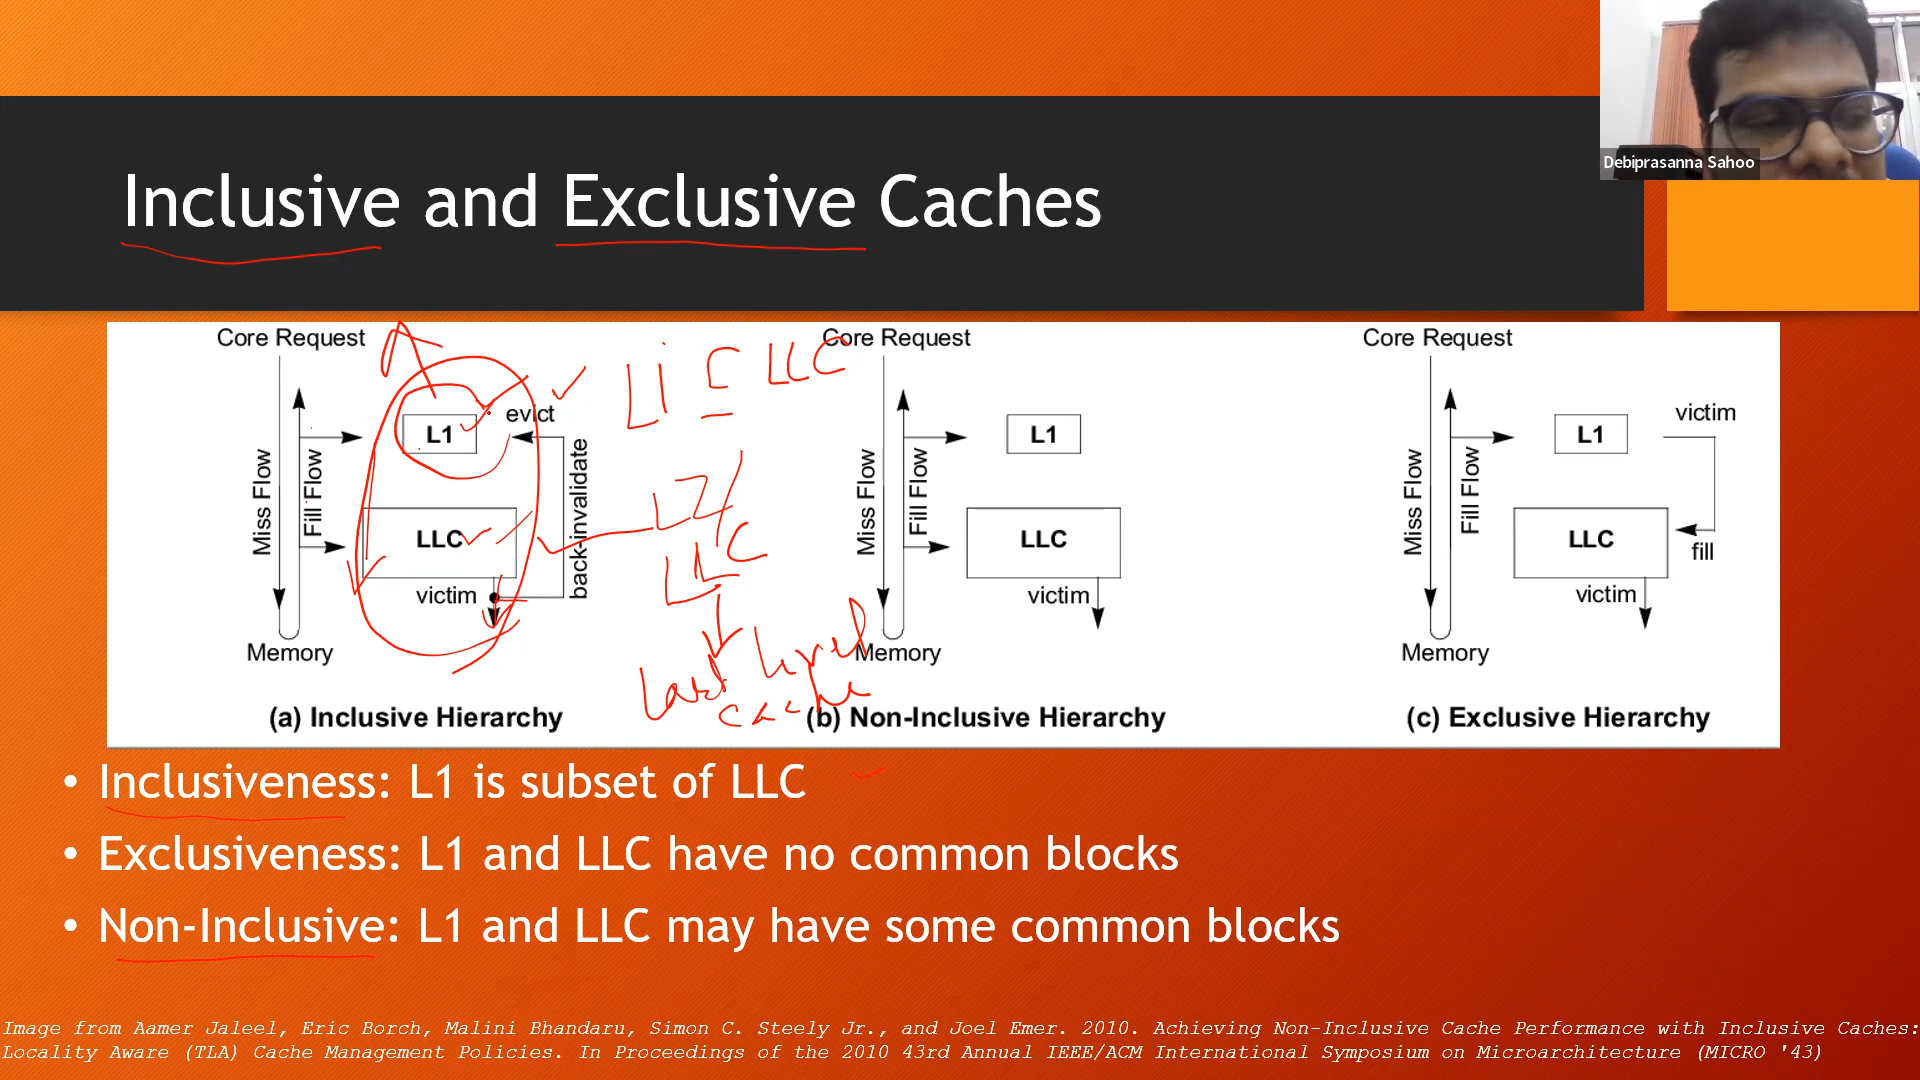 Debiprasanna Sahoo
Inclusive and Exclusive Caches
Core Request
Miss Flow
Fill Flow
L1
evict
LLC
back-invalidate
victim
Memory
(a) Inclusive Hierarchy
L1 ⊆ LLC
L2/
LLC
last level
cache
Core Request
Miss Flow
Fill Flow
L1
LLC
victim
Memory
(b) Non-Inclusive Hierarchy
Core Request
Miss Flow
Fill Flow
L1
victim
LLC
fill
victim
Memory
(c) Exclusive Hierarchy
• Inclusiveness: L1 is subset of LLC
• Exclusiveness: L1 and LLC have no common blocks
• Non-Inclusive: L1 and LLC may have some common blocks
Image from Aamer Jaleel, Eric Borch, Malini Bhandaru, Simon C. Steely Jr., and Joel Emer. 2010. Achieving Non-Inclusive Cache Performance with Inclusive Caches:
Locality Aware (TLA) Cache Management Policies. In Proceedings of the 2010 43rd Annual IEEE/ACM International Symposium on Microarchitecture (MICRO '43)